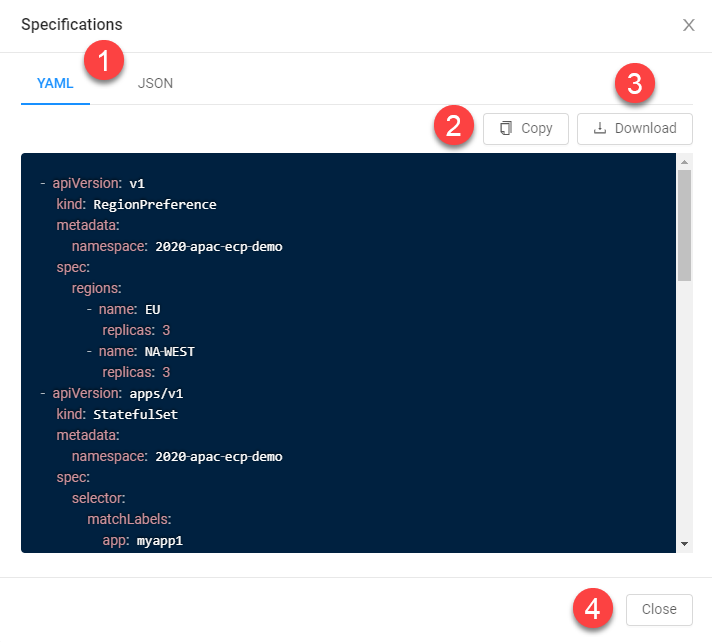 Specifications
1
YAML JSON
3
2 Copy Download
- apiVersion: v1
kind: RegionPreference
metadata:
namespace: 2020-apac-ecp-demo
spec:
regions:
- name: EU
replicas: 3
- name: NA-WEST
replicas: 3
- apiVersion: apps/v1
kind: StatefulSet
metadata:
namespace: 2020-apac-ecp-demo
spec:
selector:
matchLabels:
app: myapp1
4 Close